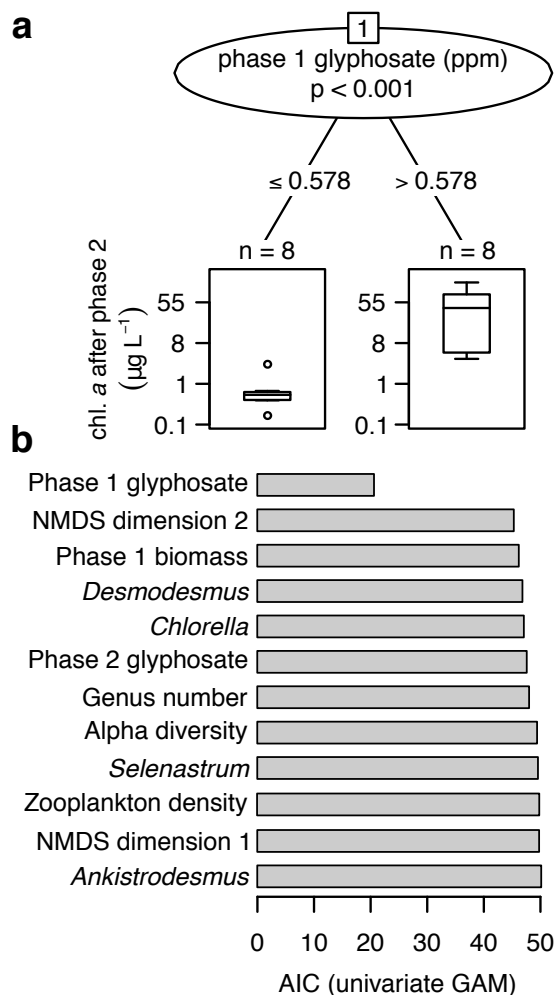 a
1
phase 1 glyphosate (ppm)
p < 0.001
≤ 0.578
> 0.578
n = 8
n = 8
chl. a after phase 2
(µg L⁻¹)
55
8
1
0.1
55
8
1
0.1
b
Phase 1 glyphosate
NMDS dimension 2
Phase 1 biomass
Desmodesmus
Chlorella
Phase 2 glyphosate
Genus number
Alpha diversity
Selenastrum
Zooplankton density
NMDS dimension 1
Ankistrodesmus
0 10 20 30 40 50
AIC (univariate GAM)